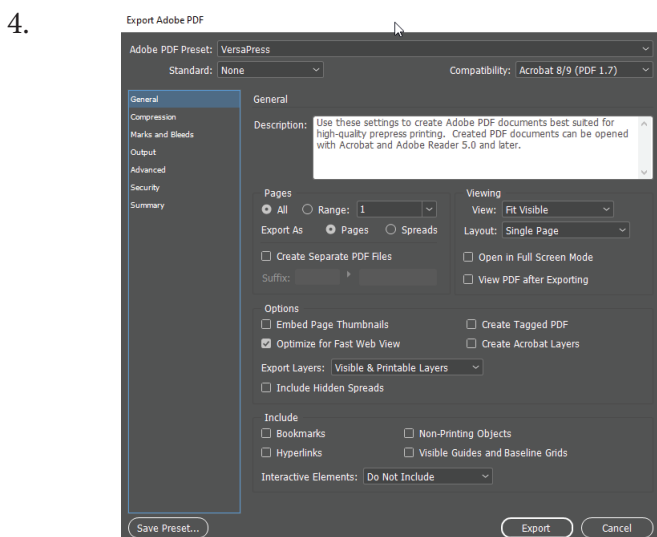 4.
Export Adobe PDF
Adobe PDF Preset: VersaPress
Standard: None
Compatibility: Acrobat 8/9 (PDF 1.7)
General
Compression
Marks and Bleeds
Output
Advanced
Security
Summary
General
Description: Use these settings to create Adobe PDF documents best suited for
high-quality prepress printing. Created PDF documents can be opened
with Acrobat and Adobe Reader 5.0 and later.
Pages
All Range: 1
Export As Pages Spreads
Create Separate PDF Files
Suffix:
Viewing
View: Fit Visible
Layout: Single Page
Open in Full Screen Mode
View PDF after Exporting
Options
Embed Page Thumbnails
Create Tagged PDF
Optimize for Fast Web View
Create Acrobat Layers
Export Layers: Visible & Printable Layers
Include Hidden Spreads
Include
Bookmarks
Non-Printing Objects
Hyperlinks
Visible Guides and Baseline Grids
Interactive Elements: Do Not Include
Save Preset...
Export
Cancel